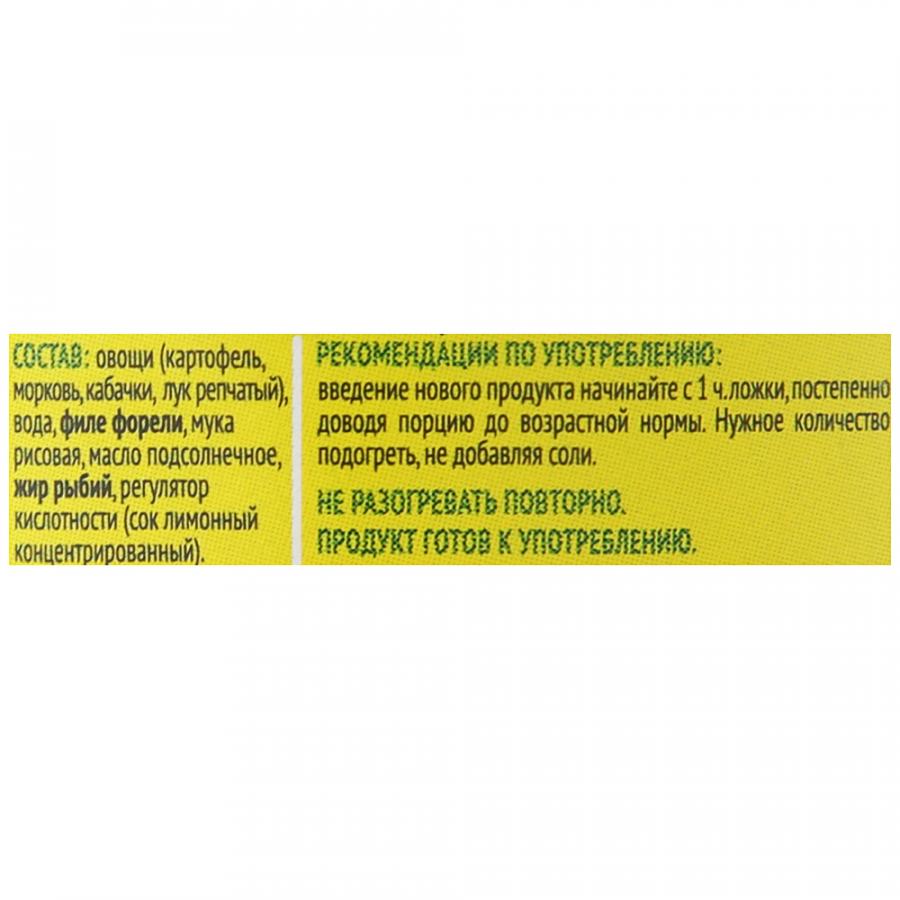 СОСТАВ: овощи (картофель,
морковь, кабачки, лук репчатый),
вода, филе форели, мука
рисовая, масло подсолнечное,
жир рыбий, регулятор
кислотности (сок лимонный
концентрированный).
РЕКОМЕНДАЦИИ ПО УПОТРЕБЛЕНИЮ:
введение нового продукта начинайте с 1 ч.ложки, постепенно
доводя порцию до возрастной нормы. Нужное количество
подогреть, не добавляя соли.
НЕ РАЗОГРЕВАТЬ ПОВТОРНО.
ПРОДУКТ ГОТОВ К УПОТРЕБЛЕНИЮ.